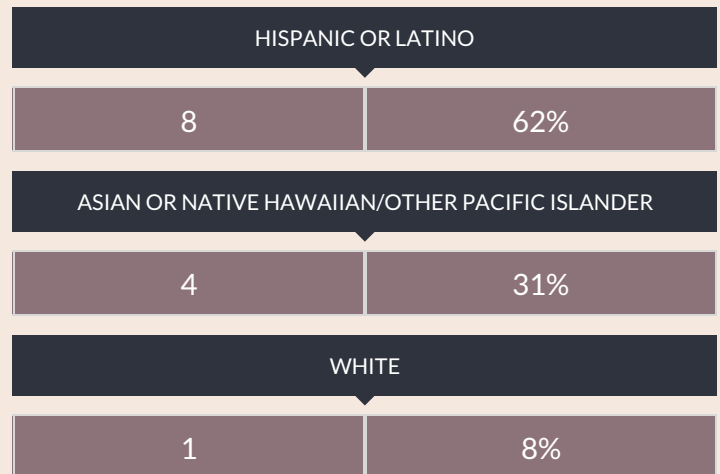 HISPANIC OR LATINO
8 62%
ASIAN OR NATIVE HAWAIIAN/OTHER PACIFIC ISLANDER
4 31%
WHITE
1 8%